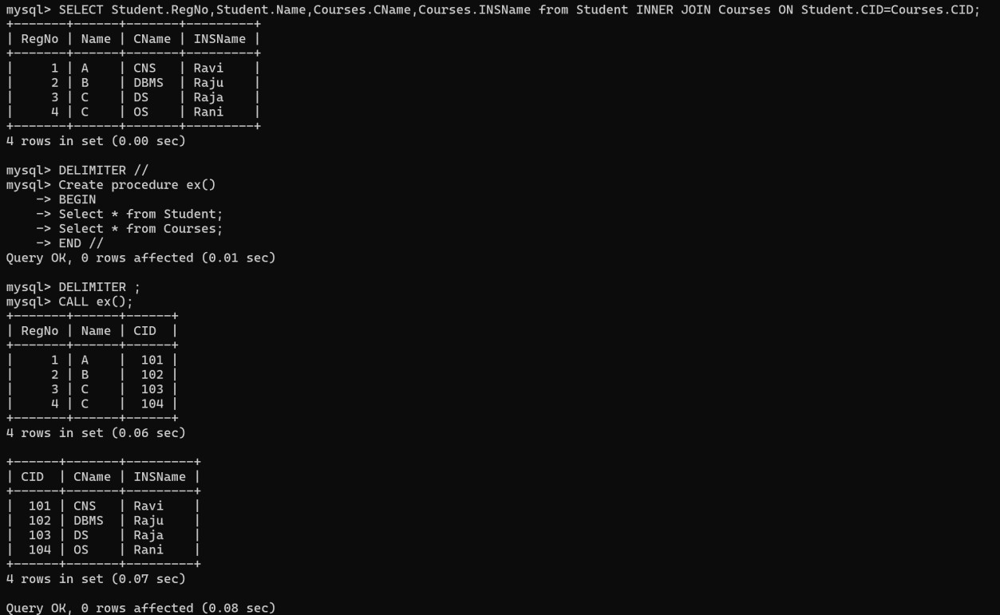 mysql> SELECT Student.RegNo,Student.Name,Courses.CName,Courses.INSName from Student INNER JOIN Courses ON Student.CID=Courses.CID;
+-------+------+-------+---------+
| RegNo | Name | CName | INSName |
+-------+------+-------+---------+
|     1 | A    | CNS   | Ravi    |
|     2 | B    | DBMS  | Raju    |
|     3 | C    | DS    | Raja    |
|     4 | C    | OS    | Rani    |
+-------+------+-------+---------+
4 rows in set (0.00 sec)

mysql> DELIMITER //
mysql> Create procedure ex()
    -> BEGIN
    -> Select * from Student;
    -> Select * from Courses;
    -> END //
Query OK, 0 rows affected (0.01 sec)

mysql> DELIMITER ;
mysql> CALL ex();
+-------+------+------+
| RegNo | Name | CID  |
+-------+------+------+
|     1 | A    |  101 |
|     2 | B    |  102 |
|     3 | C    |  103 |
|     4 | C    |  104 |
+-------+------+------+
4 rows in set (0.06 sec)

+------+-------+---------+
| CID  | CName | INSName |
+------+-------+---------+
|  101 | CNS   | Ravi    |
|  102 | DBMS  | Raju    |
|  103 | DS    | Raja    |
|  104 | OS    | Rani    |
+------+-------+---------+
4 rows in set (0.07 sec)

Query OK, 0 rows affected (0.08 sec)